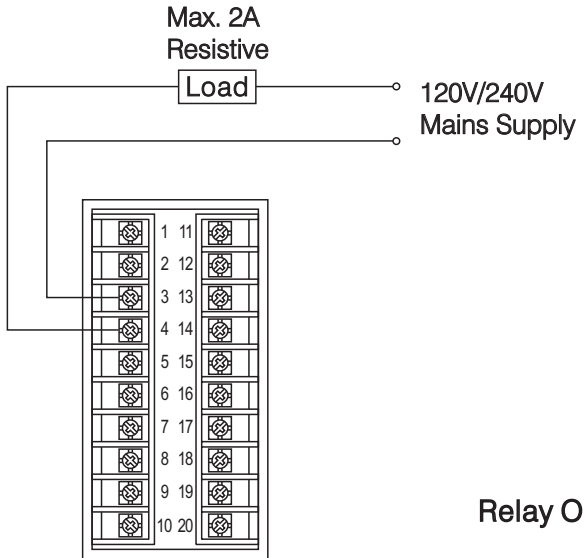 Max. 2A
Resistive
Load
120V/240V
Mains Supply
1 11
2 12
3 13
4 14
5 15
6 16
7 17
8 18
9 19
10 20
Relay O